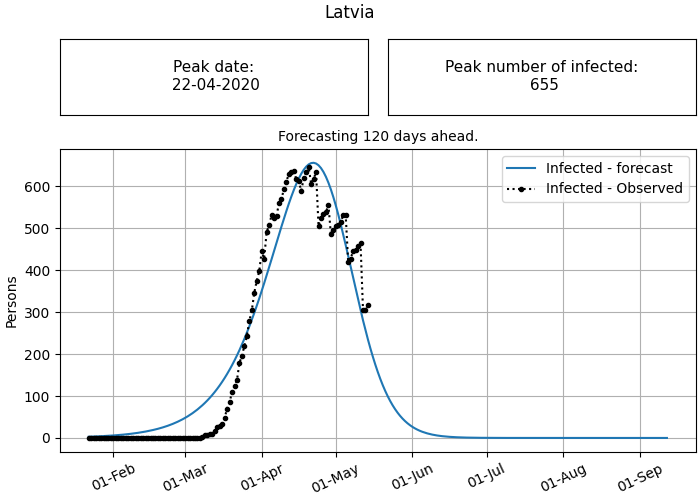 Latvia
Peak date:
22-04-2020
Peak number of infected:
655
Forecasting 120 days ahead.
Infected - forecast
Infected - Observed
Persons
600
500
400
300
200
100
0
01-Feb
01-Mar
01-Apr
01-May
01-Jun
01-Jul
01-Aug
01-Sep